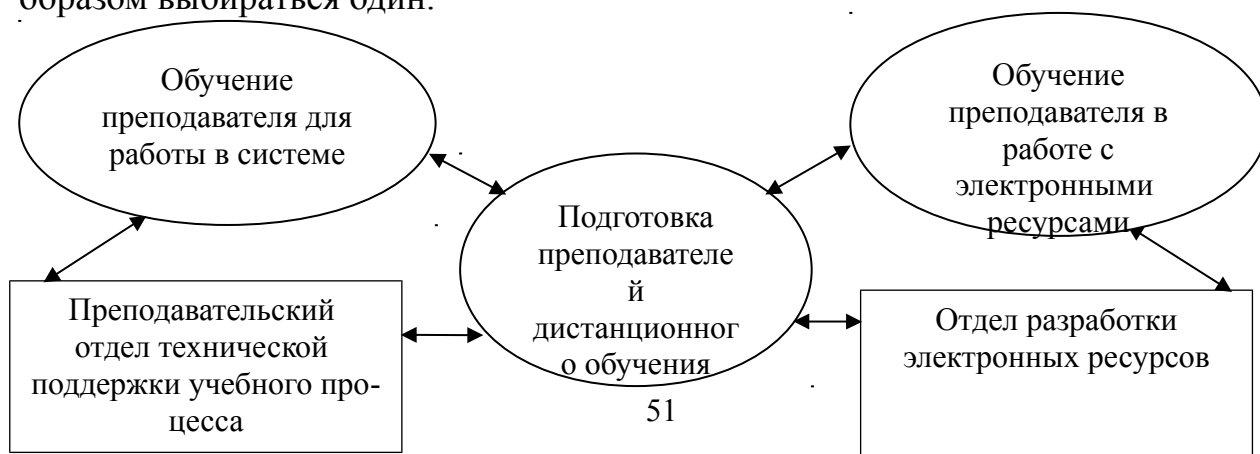 образом выбираться один.
Обучение
преподавателя для
работы в системе
Обучение
преподавателя в
работе с
электронными
ресурсами
Подготовка
преподавателе
й
дистанционног
о обучения
Преподавательский
отдел технической
поддержки учебного про-
цесса
Отдел разработки
электронных ресурсов
51